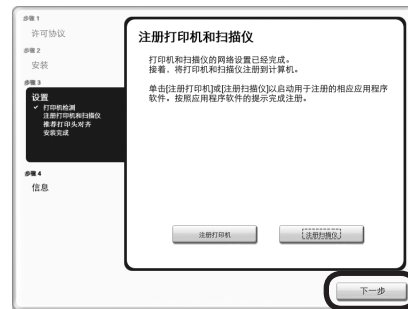 步骤 1
许可协议
步骤 2
安装
步骤 3
设置
✓ 打印机检测
注册打印机和扫描仪
推荐打印头对齐
安装完成
步骤 4
信息
注册打印机和扫描仪
打印机和扫描仪的网络设置已经完成。
接着、将打印机和扫描仪注册到计算机。
单击[注册打印机]或[注册扫描仪]以启动用于注册的相应应用程序
软件。按照应用程序软件的提示完成注册。
注册打印机
注册扫描仪
下一步